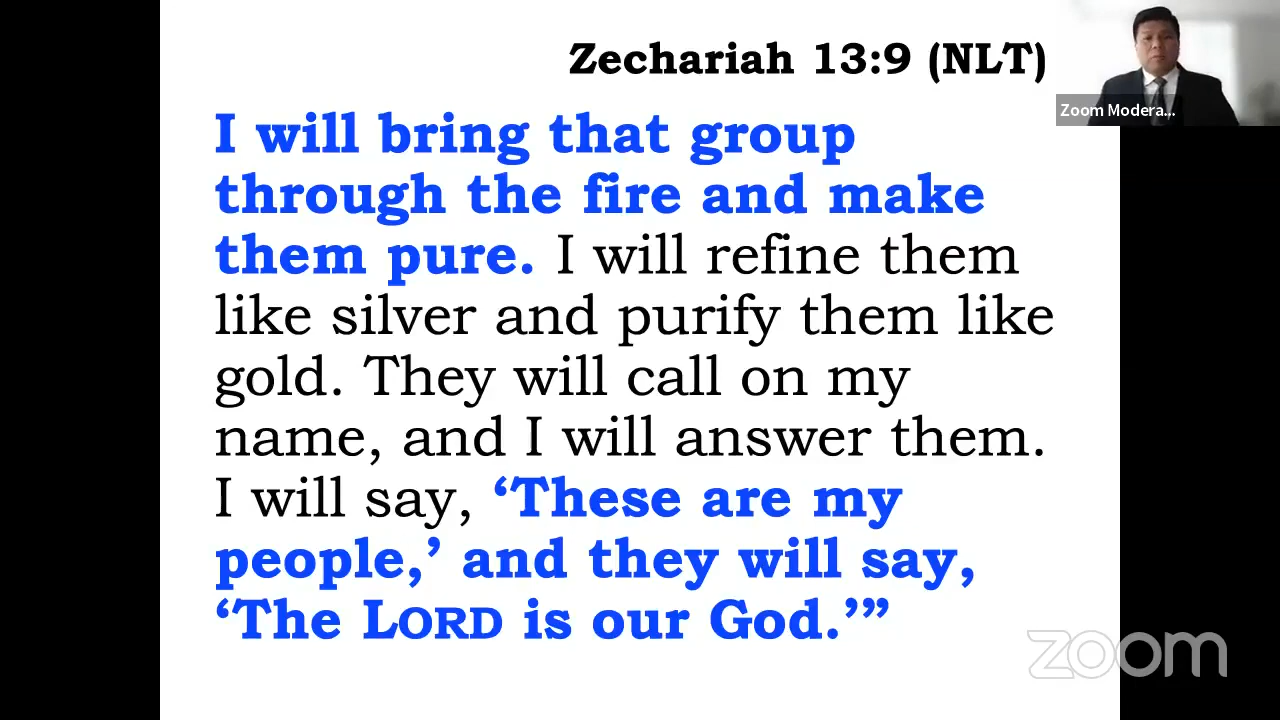 Zechariah 13:9 (NLT)
Zoom Modera...
I will bring that group
through the fire and make
them pure. I will refine them
like silver and purify them like
gold. They will call on my
name, and I will answer them.
I will say, ‘These are my
people,’ and they will say,
‘The LORD is our God.’”
zoom